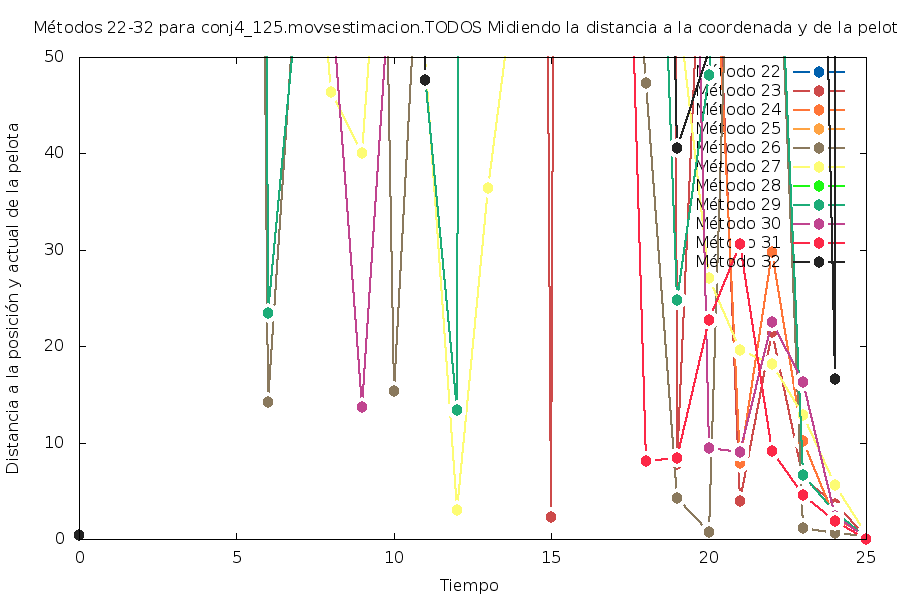 Métodos 22-32 para conj4_125.movsestimacion.TODOS Midiendo la distancia a la coordenada y de la pelot
Distancia a la posición y actual de la pelota
50
40
30
20
10
0
Método 22
Método 23
Método 24
Método 25
Método 26
Método 27
Método 28
Método 29
Método 30
Método 31
Método 32
0 5 10 15 20 25
Tiempo